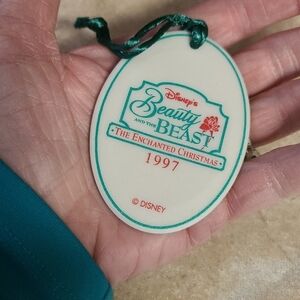 Disney's
Beauty
AND THE
BEAST
• THE ENCHANTED CHRISTMAS •
1997
© DISNEY